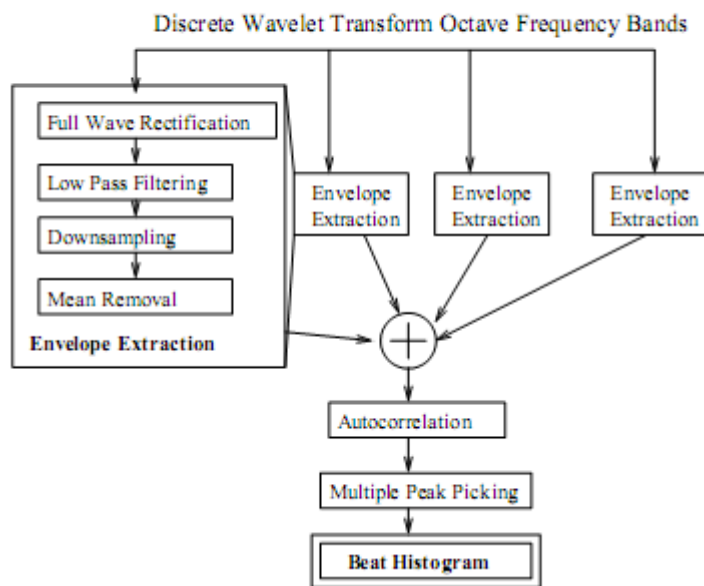 Discrete Wavelet Transform Octave Frequency Bands
Full Wave Rectification
Low Pass Filtering
Downsampling
Mean Removal
Envelope Extraction
Envelope
Extraction
Envelope
Extraction
Envelope
Extraction
Autocorrelation
Multiple Peak Picking
Beat Histogram